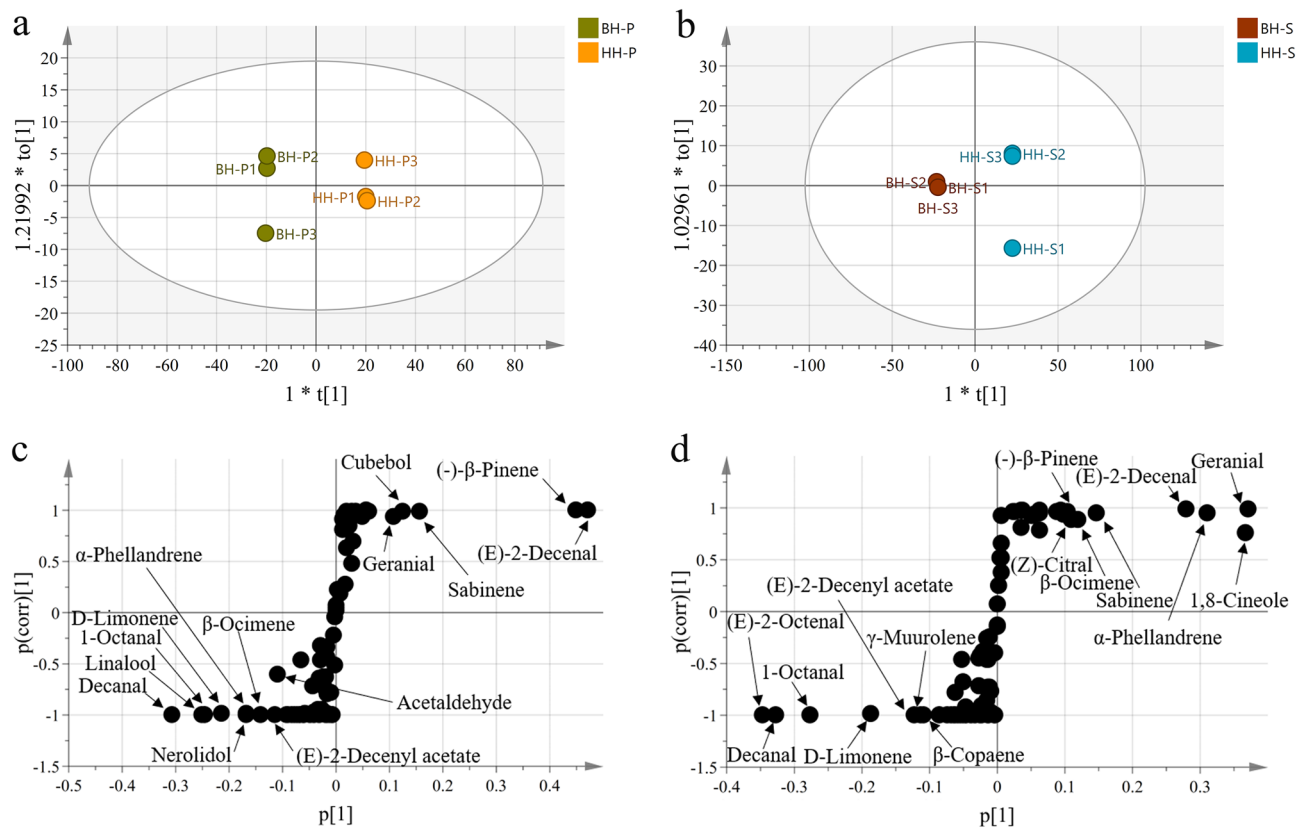 a
BH-P
HH-P
1.21992 * to[1]
20
15
10
5
0
-5
-10
-15
-20
-25
BH-P2
BH-P1
BH-P3
HH-P3
HH-P1
HH-P2
-100
-80
-60
-40
-20
0
20
40
60
80
1 * t[1]
b
BH-S
HH-S
1.02961 * to[1]
30
20
10
0
-10
-20
-30
-40
HH-S3
HH-S2
BH-S2
BH-S1
BH-S3
HH-S1
-150
-100
-50
0
50
100
1 * t[1]
c
p(corr)[1]
1
0.5
0
-0.5
-1
-1.5
Cubebol
(-)-β-Pinene
Geranial
(E)-2-Decenal
Sabinene
α-Phellandrene
D-Limonene
β-Ocimene
1-Octanal
Linalool
Decanal
Acetaldehyde
Nerolidol
(E)-2-Decenyl acetate
-0.5
-0.4
-0.3
-0.2
-0.1
0
0.1
0.2
0.3
0.4
p[1]
d
p(corr)[1]
1
0.5
0
-0.5
-1
-1.5
(-)-β-Pinene
Geranial
(E)-2-Decenal
(Z)-Citral
β-Ocimene
Sabinene
1,8-Cineole
α-Phellandrene
(E)-2-Decenyl acetate
(E)-2-Octenal
γ-Muurolene
1-Octanal
Decanal
D-Limonene
β-Copaene
-0.4
-0.3
-0.2
-0.1
0
0.1
0.2
0.3
p[1]